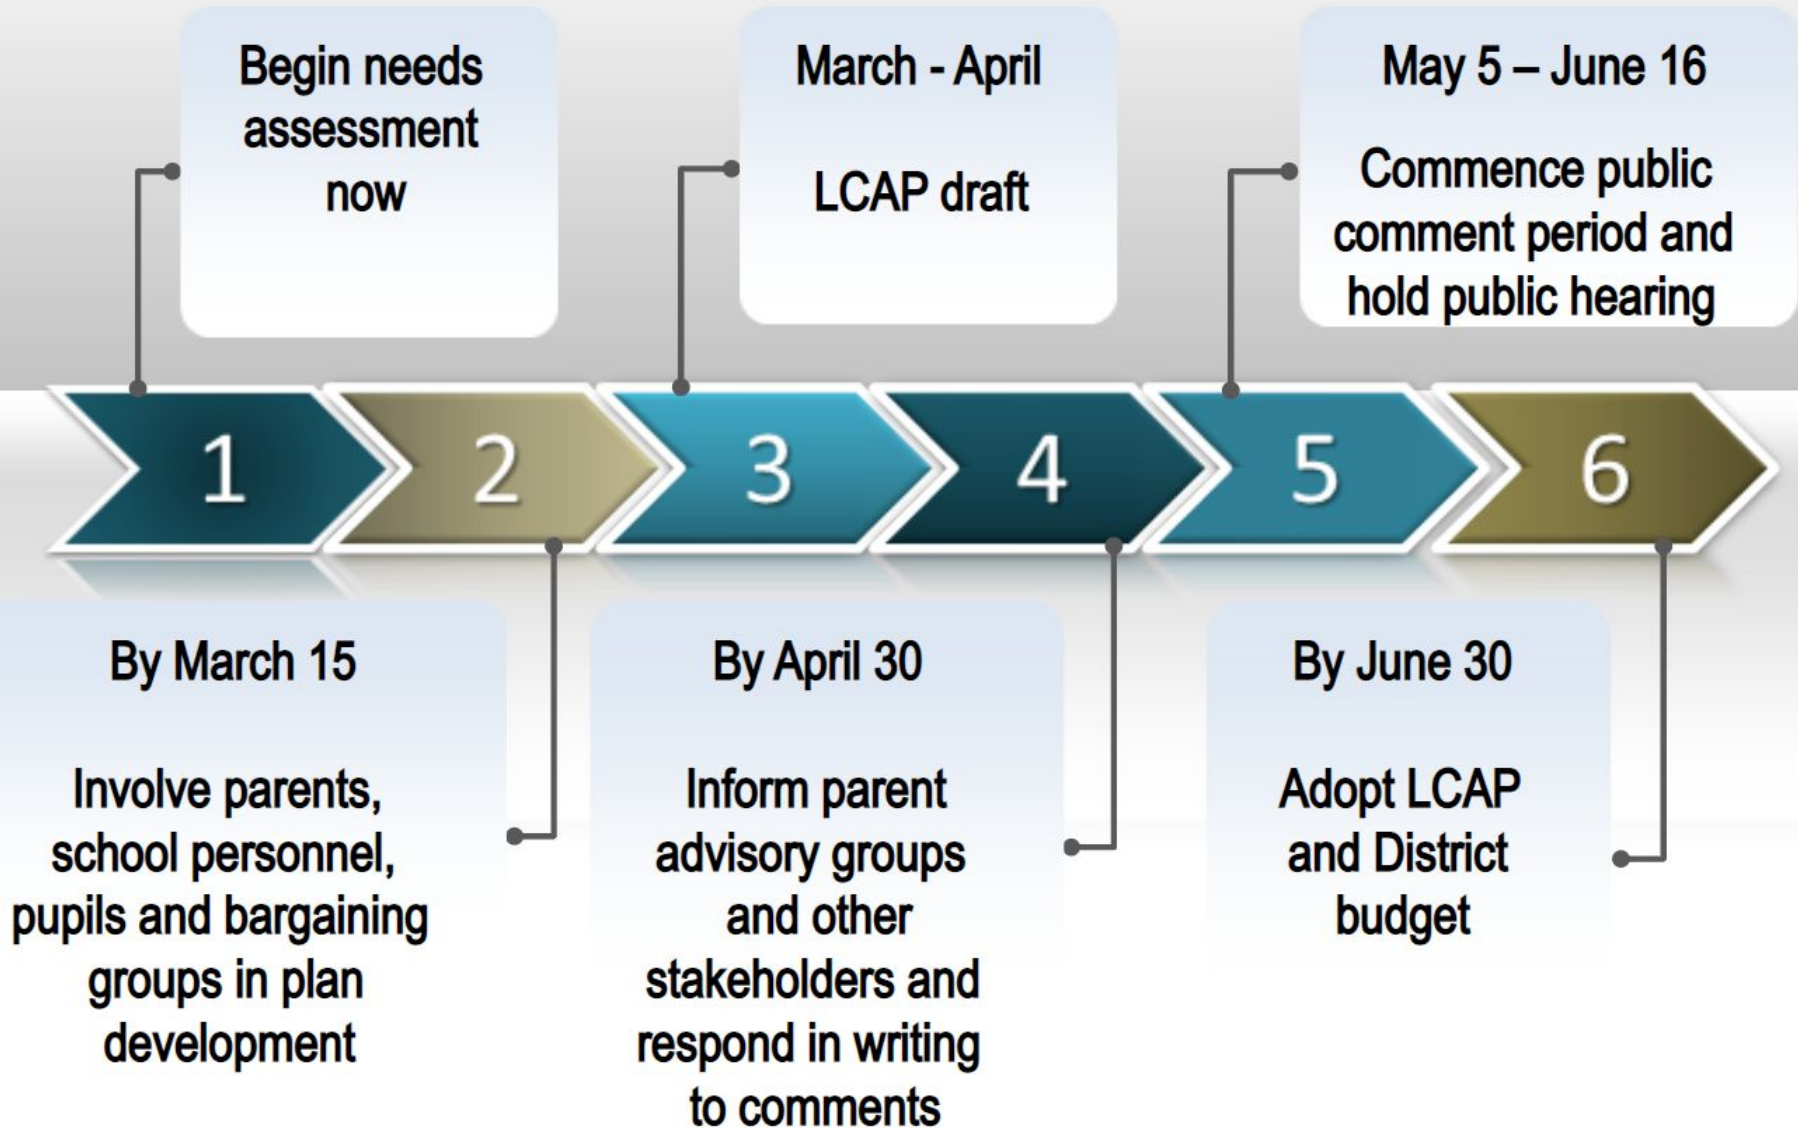 Begin needs
assessment
now
March - April
LCAP draft
May 5 – June 16
Commence public
comment period and
hold public hearing
1
2
3
4
5
6
By March 15
Involve parents,
school personnel,
pupils and bargaining
groups in plan
development
By April 30
Inform parent
advisory groups
and other
stakeholders and
respond in writing
to comments
By June 30
Adopt LCAP
and District
budget